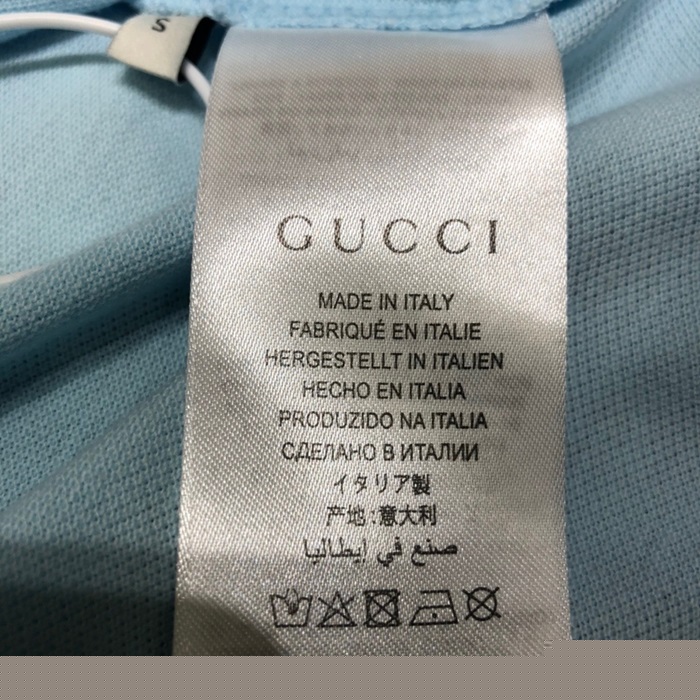 S
GUCCI
MADE IN ITALY
FABRIQUÉ EN ITALIE
HERGESTELLT IN ITALIEN
HECHO EN ITALIA
PRODUZIDO NA ITALIA
СДЕЛАНО В ИТАЛИИ
イタリア製
产地:意大利
صنع في إيطاليا